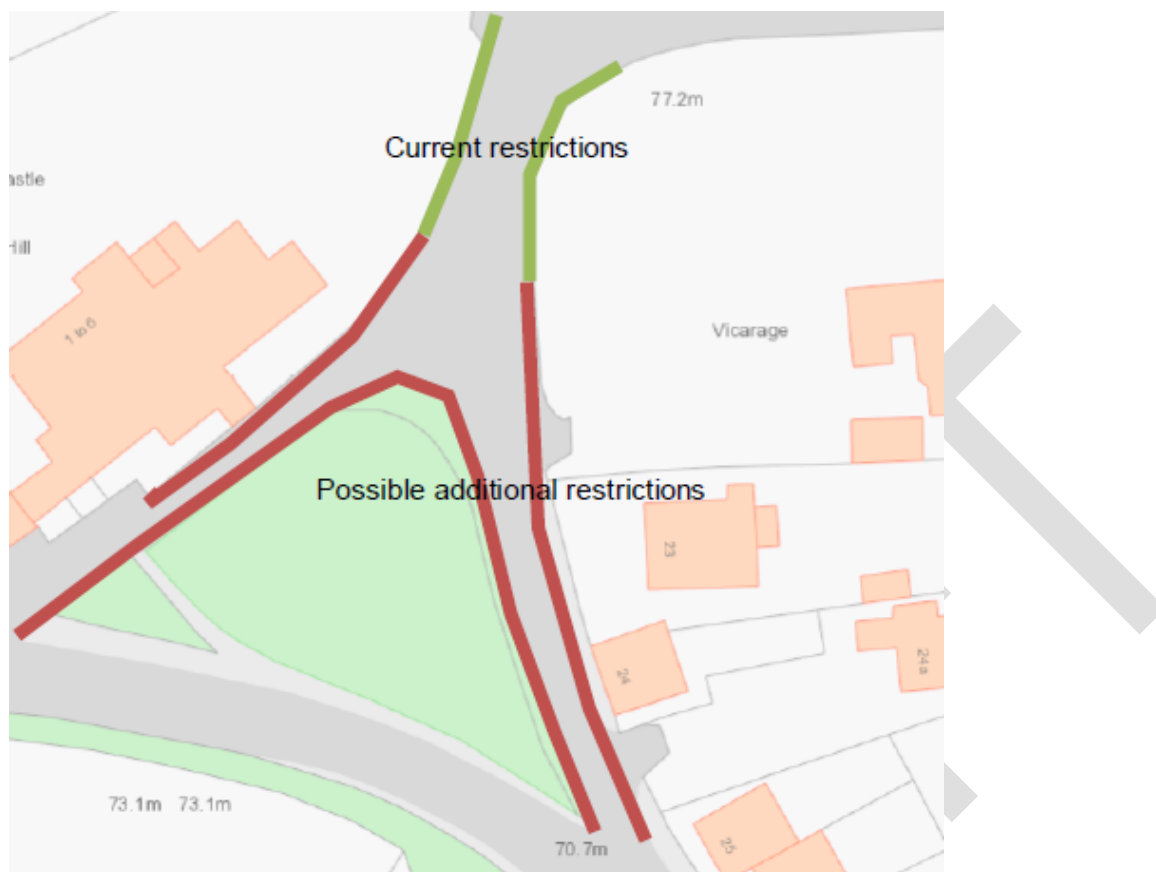 77.2m
Current restrictions
astle
Hill
1 to 6
Vicarage
Possible additional restrictions
23
24
24a
73.1m 73.1m
70.7m
25